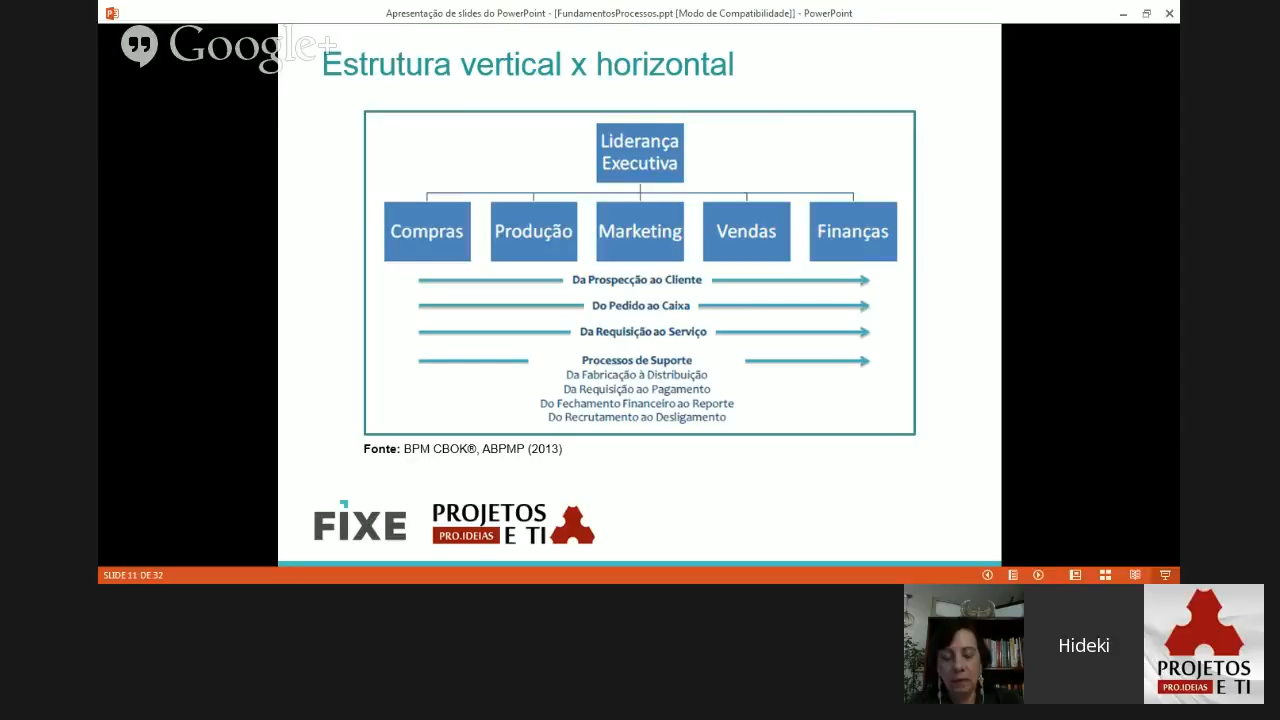 Apresentação de slides do PowerPoint - [FundamentosProcessos.ppt [Modo de Compatibilidade]] - PowerPoint
Google+
Estrutura vertical x horizontal
Liderança
Executiva
Compras
Produção
Marketing
Vendas
Finanças
Da Prospecção ao Cliente
Do Pedido ao Caixa
Da Requisição ao Serviço
Processos de Suporte
Da Fabricação à Distribuição
Da Requisição ao Pagamento
Do Fechamento Financeiro ao Reporte
Do Recrutamento ao Desligamento
Fonte: BPM CBOK®, ABPMP (2013)
FIXE
PROJETOS
PRO.IDEIAS E TI
SLIDE 11 DE 32
Hideki
PROJETOS
PRO.IDEIAS E TI